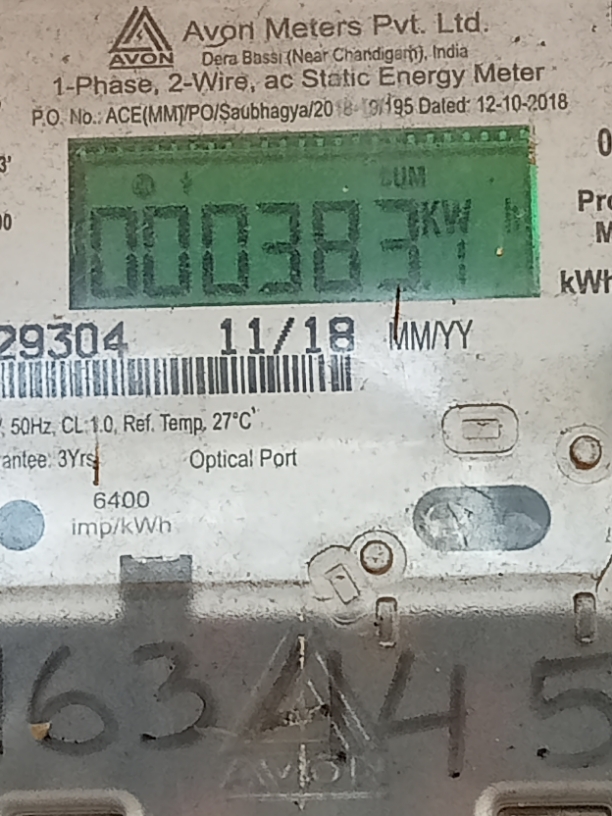 AVON
Avon Meters Pvt. Ltd.
Dera Bassi (Near Chandigarh), India
1-Phase, 2-Wire, ac Static Energy Meter
P.O. No.: ACE(MM)/PO/Saubhagya/2018-19/195 Dated: 12-10-2018
CUM
000383 KW
kWh
29304 11/18 MM/YY
50Hz, CL 1.0, Ref. Temp, 27°C
antee: 3Yrs Optical Port
6400
imp/kWh
AVON